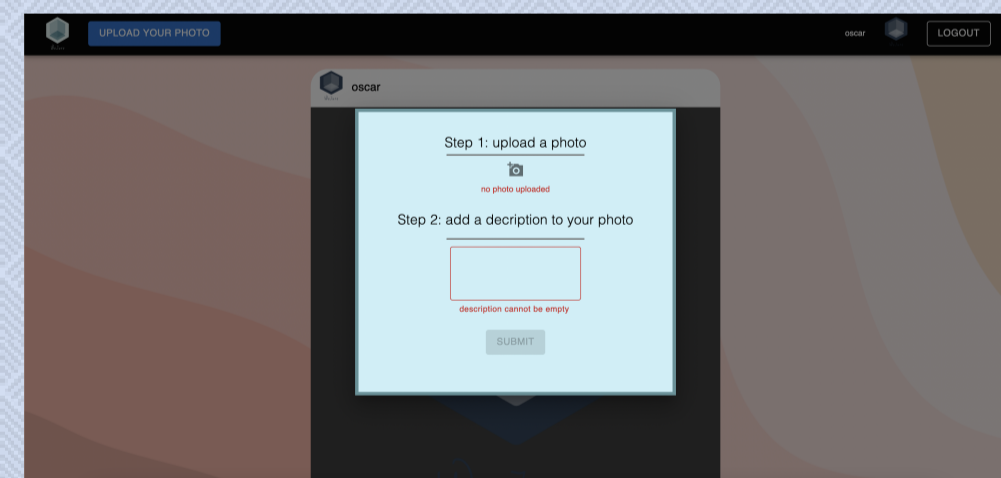 UPLOAD YOUR PHOTO
oscar
LOGOUT
oscar
Step 1: upload a photo
no photo uploaded
Step 2: add a decription to your photo
description cannot be empty
SUBMIT